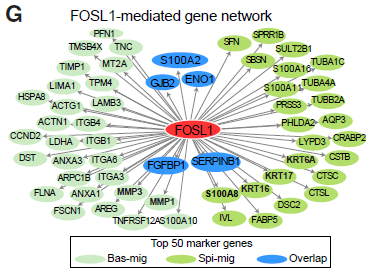 G
FOSL1-mediated gene network
PFN1
TMSB4X
TNC
SFN
SPRR1B
SULT2B1
S100A2
SBSN
TIMP1
MT2A
S100A16
TUBA1C
LIMA1
TPM4
GJB2
ENO1
S100A11
TUBA4A
HSPA8
ACTG1
LAMB3
PRSS3
TUBB2A
ACTN1
ITGB4
FOSL1
PHLDA2
AQP3
CCND2
LDHA
ITGB1
LYPD3
CRABP2
DST
ANXA3
ITGA6
FGFBP1
SERPINB1
KRT6A
CSTB
ARPC1B
ITGA3
KRT17
CTSC
FLNA
ANXA1
MMP3
S100A8
KRT16
CTSL
FSCN1
AREG
MMP1
DSC2
TNFRSF12A
S100A10
IVL
FABP5
Top 50 marker genes
Bas-mig
Spi-mig
Overlap